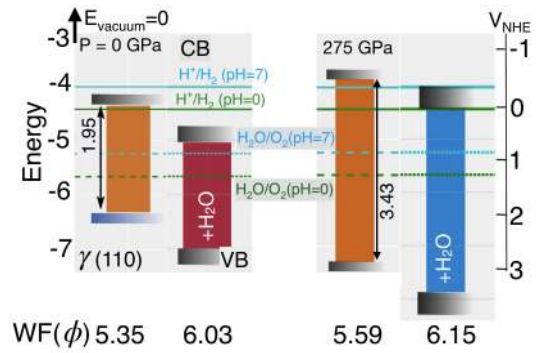 E_vacuum=0
V_NHE
P = 0 GPa
CB
275 GPa
-3
-4
-5
-6
-7
Energy
-1
0
1
2
3
H⁺/H₂ (pH=7)
H⁺/H₂ (pH=0)
H₂O/O₂(pH=7)
H₂O/O₂(pH=0)
1.95
3.43
+H₂O
+H₂O
γ (110)
VB
WF(ϕ) 5.35 6.03 5.59 6.15